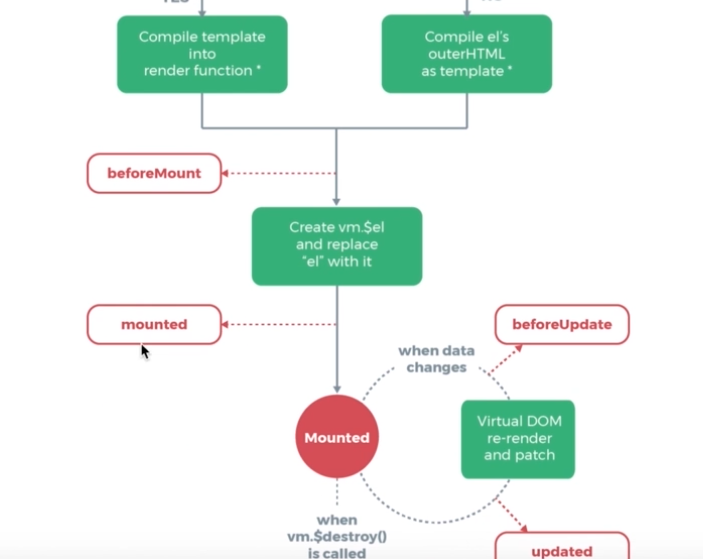 Compile template
into
render function *
Compile el's
outerHTML
as template *
beforeMount
Create vm.$el
and replace
"el" with it
mounted
beforeUpdate
when data
changes
Mounted
Virtual DOM
re-render
and patch
when
vm.$destroy()
is called
updated